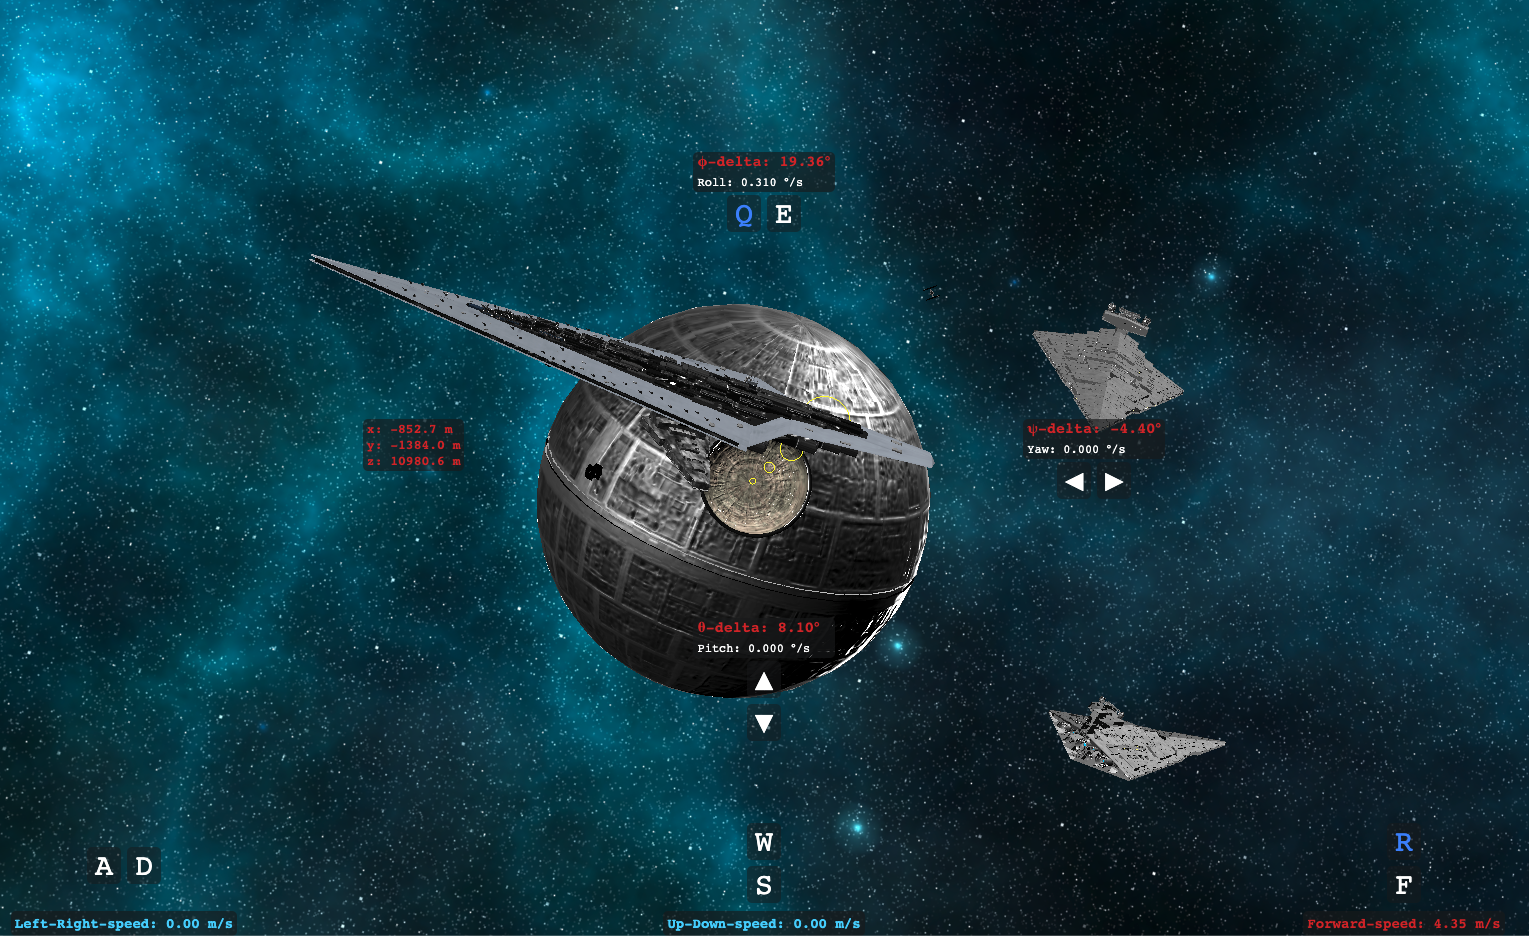 ϕ-delta: 19.36°
Roll: 0.310 °/s
Q E
x: -852.7 m
y: -1384.0 m
z: 10980.6 m
ψ-delta: -4.40°
Yaw: 0.000 °/s
θ-delta: 8.10°
Pitch: 0.000 °/s
W
S
A D
R
F
Left-Right-speed: 0.00 m/s
Up-Down-speed: 0.00 m/s
Forward-speed: 4.35 m/s